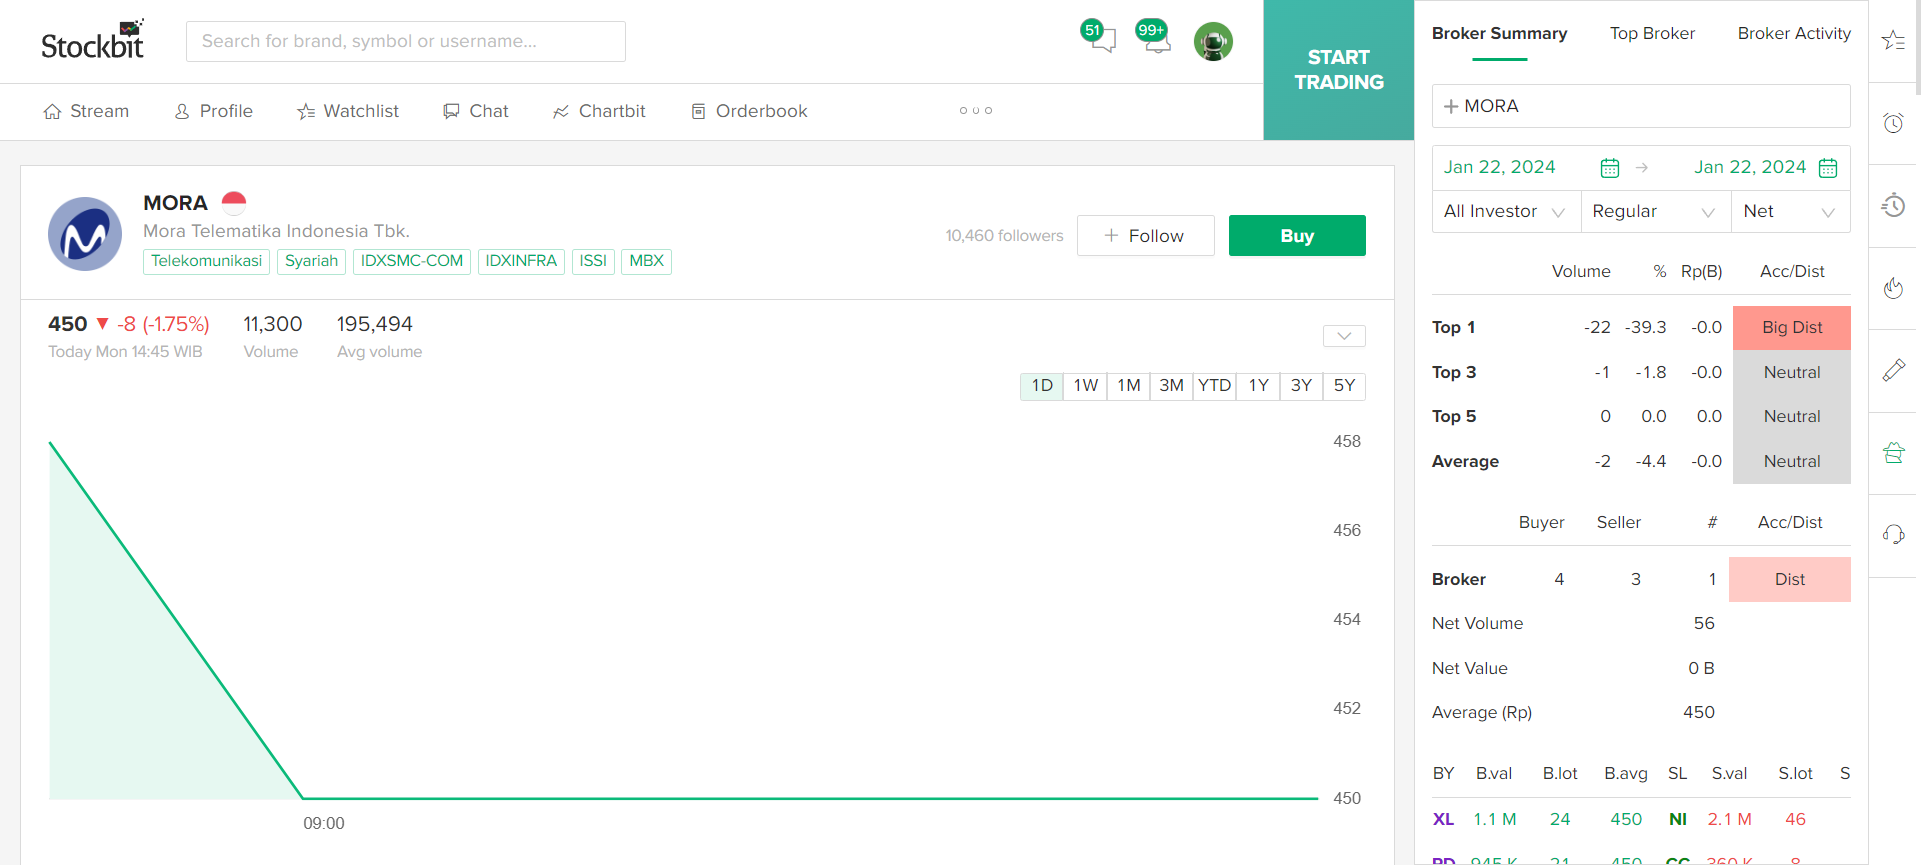 Stockbit
Search for brand, symbol or username...
51
99+
START
TRADING
Stream
Profile
Watchlist
Chat
Chartbit
Orderbook
MORA
Mora Telematika Indonesia Tbk.
Telekomunikasi Syariah IDXSMC-COM IDXINFRA ISSI MBX
10,460 followers
+ Follow
Buy
450 ▼ -8 (-1.75%)
Today Mon 14:45 WIB
11,300
Volume
195,494
Avg volume
1D 1W 1M 3M YTD 1Y 3Y 5Y
458
456
454
452
450
09:00
Broker Summary Top Broker Broker Activity
+ MORA
Jan 22, 2024 → Jan 22, 2024
All Investor Regular Net
Volume % Rp(B) Acc/Dist
Top 1 -22 -39.3 -0.0 Big Dist
Top 3 -1 -1.8 -0.0 Neutral
Top 5 0 0.0 0.0 Neutral
Average -2 -4.4 -0.0 Neutral
Buyer Seller # Acc/Dist
Broker 4 3 1 Dist
Net Volume 56
Net Value 0 B
Average (Rp) 450
BY B.val B.lot B.avg SL S.val S.lot S
XL 1.1 M 24 450 NI 2.1 M 46